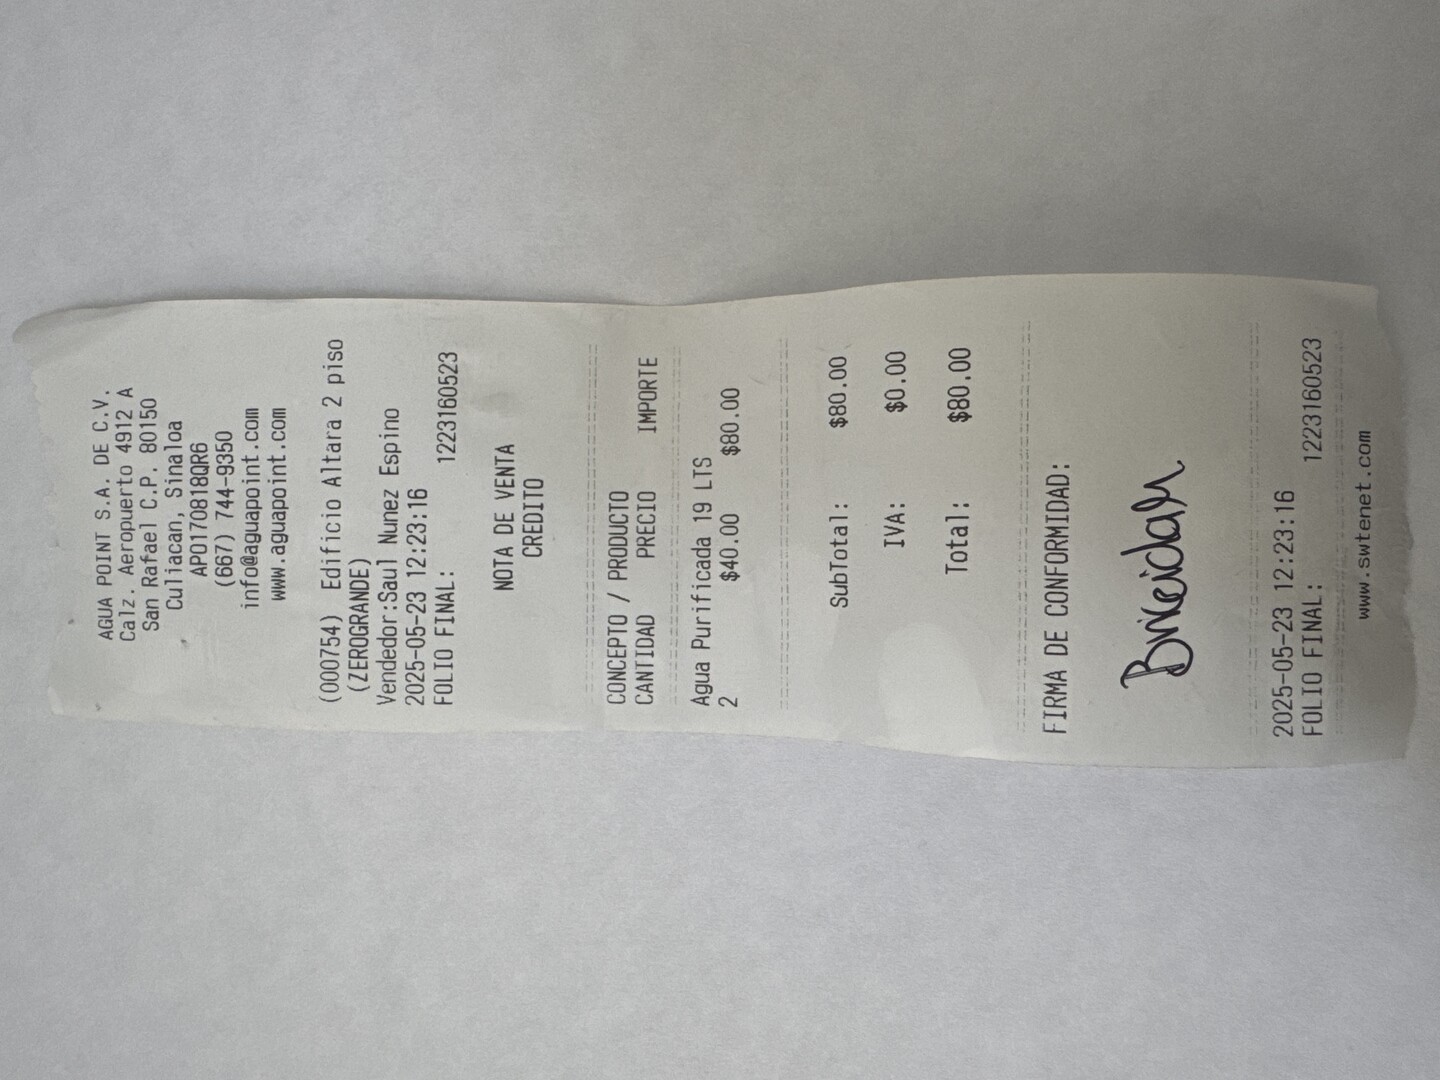 AGUA POINT S.A. DE C.V.
Calz. Aeropuerto 4912 A
San Rafael C.P. 80150
Culiacan, Sinaloa
APO170818QR6
(667) 744-9350
info@aguapoint.com
www.aguapoint.com
(000754) Edificio Altara 2 piso
(ZEROGRANDE)
Vendedor:Saul Nunez Espino
2025-05-23 12:23:16
FOLIO FINAL: 1223160523
NOTA DE VENTA
CREDITO
CONCEPTO / PRODUCTO
CANTIDAD PRECIO IMPORTE
Agua Purificada 19 LTS
2 $40.00 $80.00
SubTotal: $80.00
IVA: $0.00
Total: $80.00
FIRMA DE CONFORMIDAD:
2025-05-23 12:23:16
FOLIO FINAL: 1223160523
www.swtenet.com